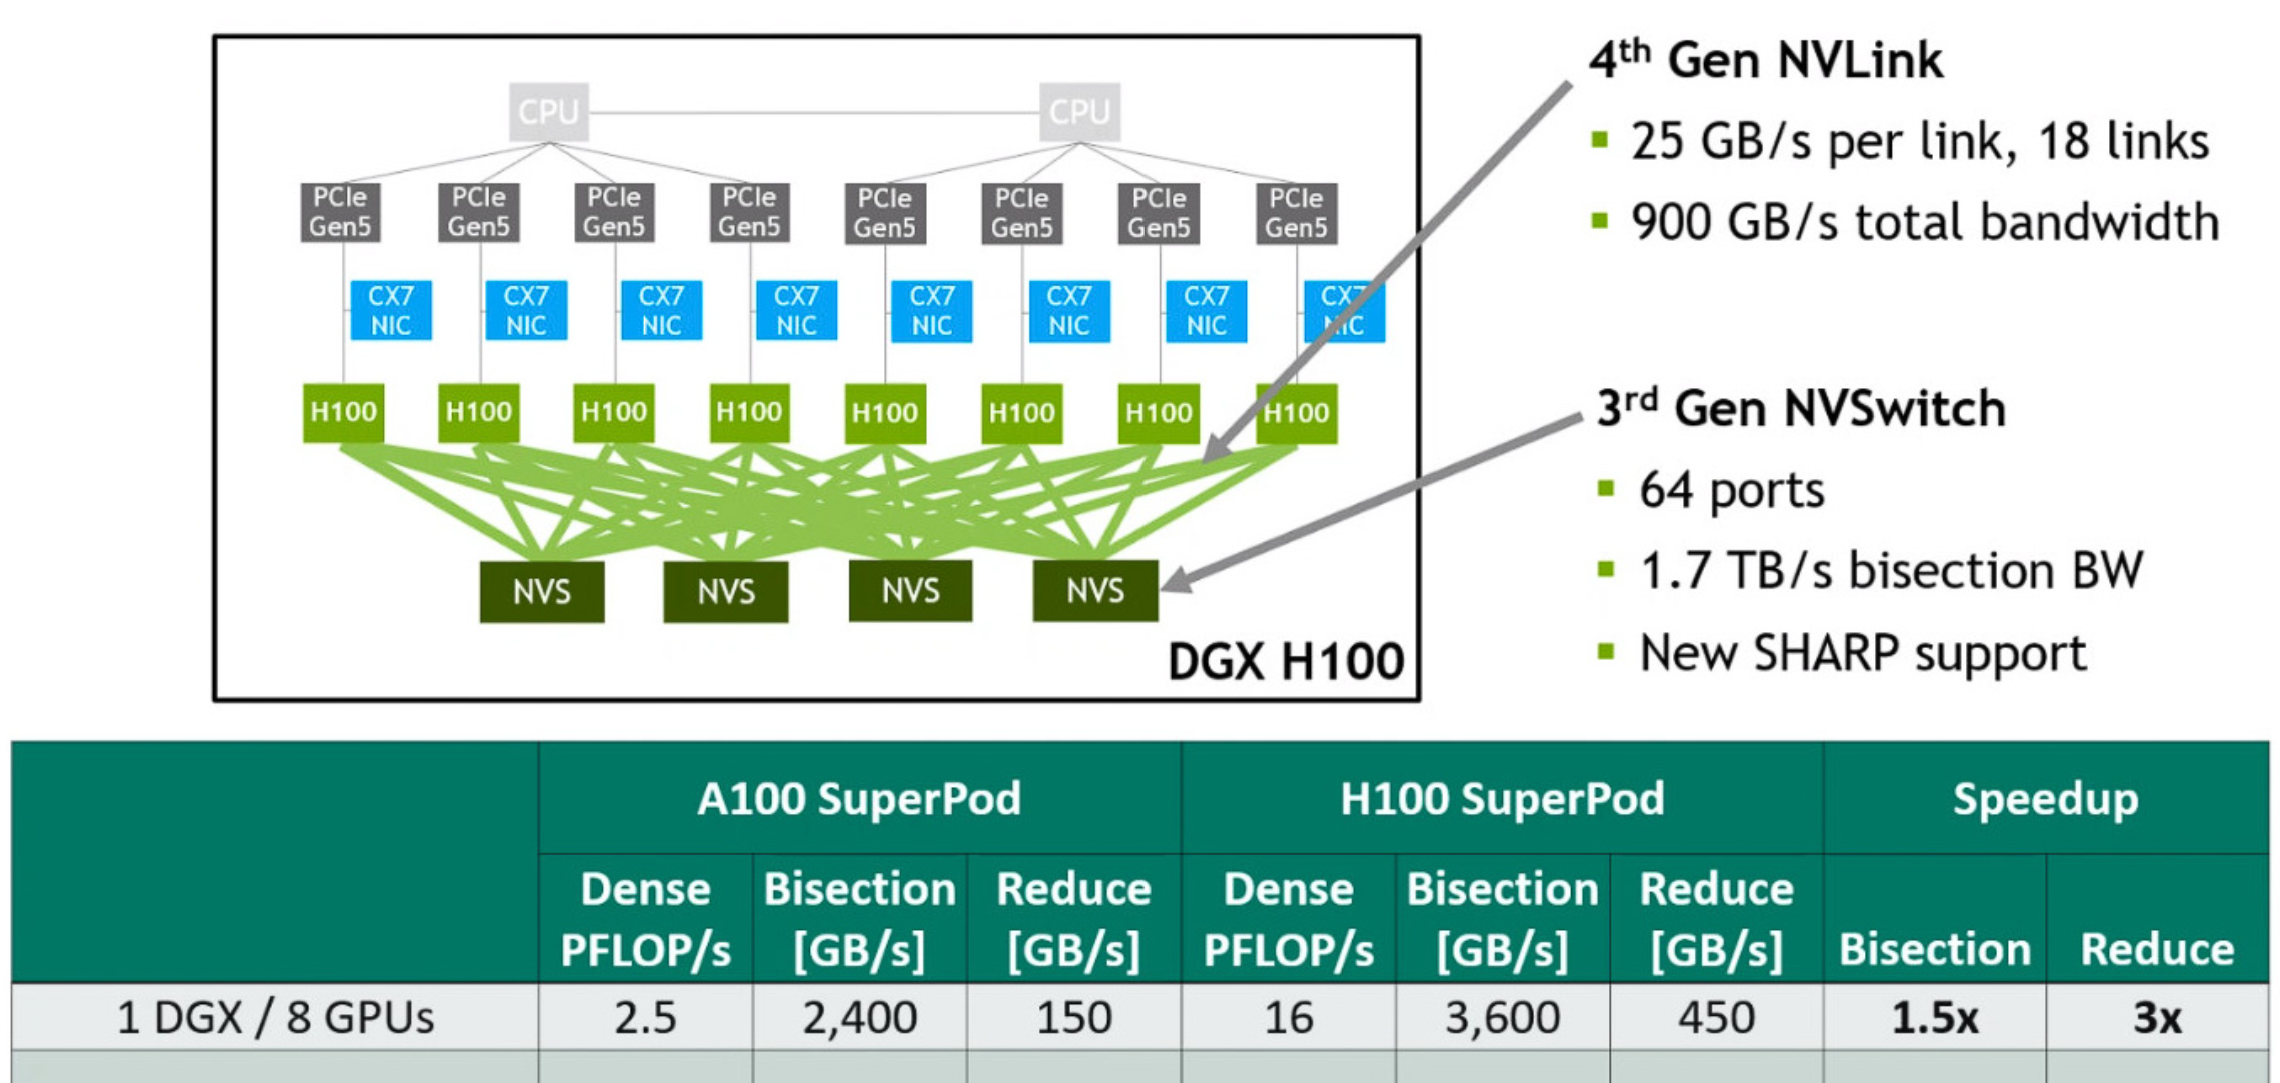 CPU CPU
PCIe Gen5 PCIe Gen5 PCIe Gen5 PCIe Gen5 PCIe Gen5 PCIe Gen5 PCIe Gen5 PCIe Gen5
CX7 NIC CX7 NIC CX7 NIC CX7 NIC CX7 NIC CX7 NIC CX7 NIC CX7 NIC
H100 H100 H100 H100 H100 H100 H100 H100
NVS NVS NVS NVS
DGX H100
4th Gen NVLink
▪ 25 GB/s per link, 18 links
▪ 900 GB/s total bandwidth
3rd Gen NVSwitch
▪ 64 ports
▪ 1.7 TB/s bisection BW
▪ New SHARP support
A100 SuperPod H100 SuperPod Speedup
Dense PFLOP/s Bisection [GB/s] Reduce [GB/s] Dense PFLOP/s Bisection [GB/s] Reduce [GB/s] Bisection Reduce
1 DGX / 8 GPUs 2.5 2,400 150 16 3,600 450 1.5x 3x